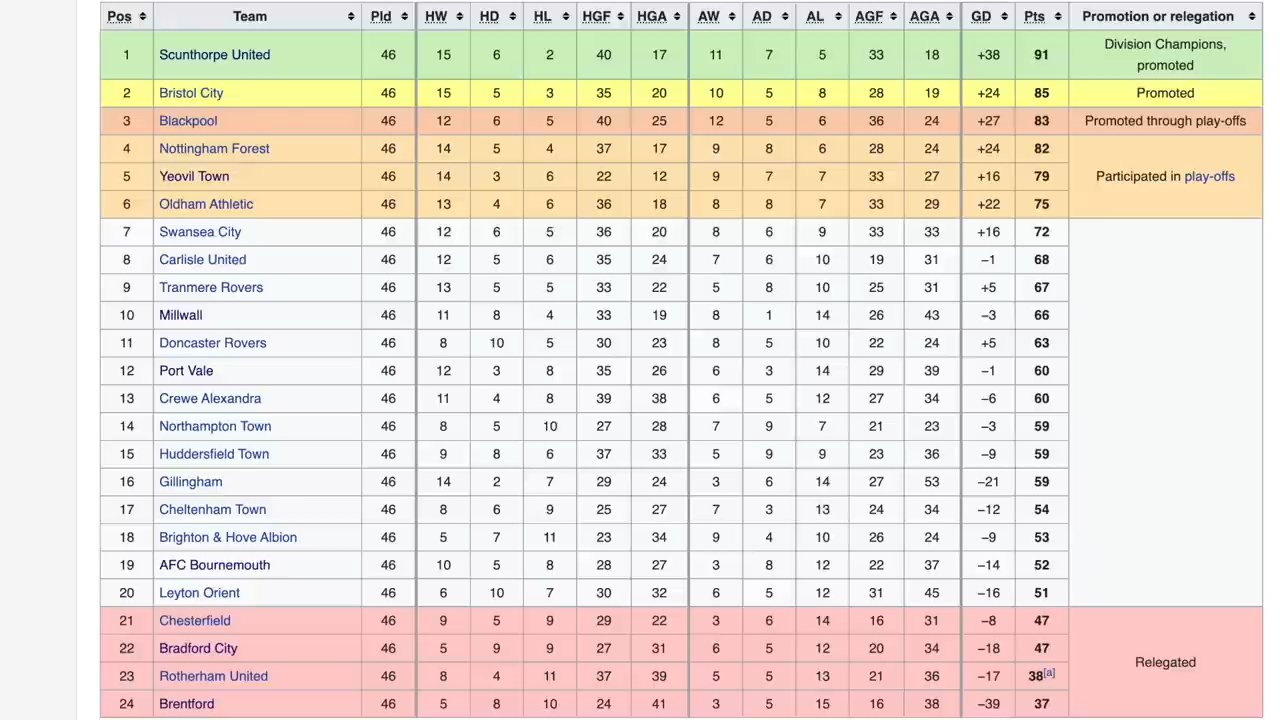 Pos Team Pld HW HD HL HGF HGA AW AD AL AGF AGA GD Pts Promotion or relegation
1 Scunthorpe United 46 15 6 2 40 17 11 7 5 33 18 +38 91 Division Champions, promoted
2 Bristol City 46 15 5 3 35 20 10 5 8 28 19 +24 85 Promoted
3 Blackpool 46 12 6 5 40 25 12 5 6 36 24 +27 83 Promoted through play-offs
4 Nottingham Forest 46 14 5 4 37 17 9 8 6 28 24 +24 82
5 Yeovil Town 46 14 3 6 22 12 9 7 7 33 27 +16 79 Participated in play-offs
6 Oldham Athletic 46 13 4 6 36 18 8 8 7 33 29 +22 75
7 Swansea City 46 12 6 5 36 20 8 6 9 33 33 +16 72
8 Carlisle United 46 12 5 6 35 24 7 6 10 19 31 −1 68
9 Tranmere Rovers 46 13 5 5 33 22 5 8 10 25 31 +5 67
10 Millwall 46 11 8 4 33 19 8 1 14 26 43 −3 66
11 Doncaster Rovers 46 8 10 5 30 23 8 5 10 22 24 +5 63
12 Port Vale 46 12 3 8 35 26 6 3 14 29 39 −1 60
13 Crewe Alexandra 46 11 4 8 39 38 6 5 12 27 34 −6 60
14 Northampton Town 46 8 5 10 27 28 7 9 7 21 23 −3 59
15 Huddersfield Town 46 9 8 6 37 33 5 9 9 23 36 −9 59
16 Gillingham 46 14 2 7 29 24 3 6 14 27 53 −21 59
17 Cheltenham Town 46 8 6 9 25 27 7 3 13 24 34 −12 54
18 Brighton & Hove Albion 46 5 7 11 23 34 9 4 10 26 24 −9 53
19 AFC Bournemouth 46 10 5 8 28 27 3 8 12 22 37 −14 52
20 Leyton Orient 46 6 10 7 30 32 6 5 12 31 45 −16 51
21 Chesterfield 46 9 5 9 29 22 3 6 14 16 31 −8 47
22 Bradford City 46 5 9 9 27 31 6 5 12 20 34 −18 47
23 Rotherham United 46 8 4 11 37 39 5 5 13 21 36 −17 38[a] Relegated
24 Brentford 46 5 8 10 24 41 3 5 15 16 38 −39 37